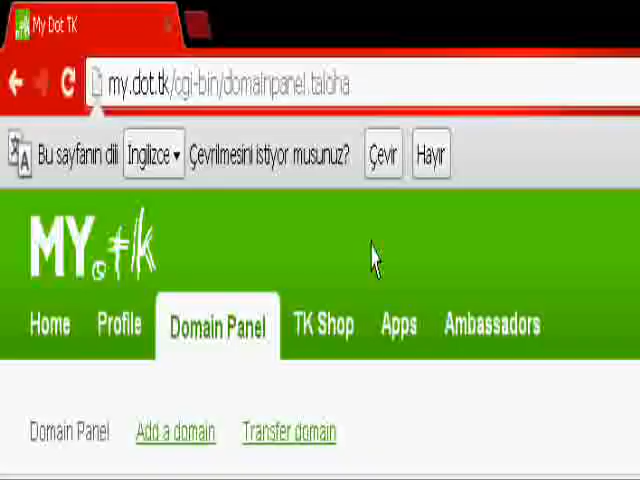 My Dot TK
my.dot.tk/cgi-bin/domainpanel.taloha
Bu sayfanın dili İngilizce Çevrilmesini istiyor musunuz? Çevir Hayır
MY.tk
Home Profile Domain Panel TK Shop Apps Ambassadors
Domain Panel Add a domain Transfer domain